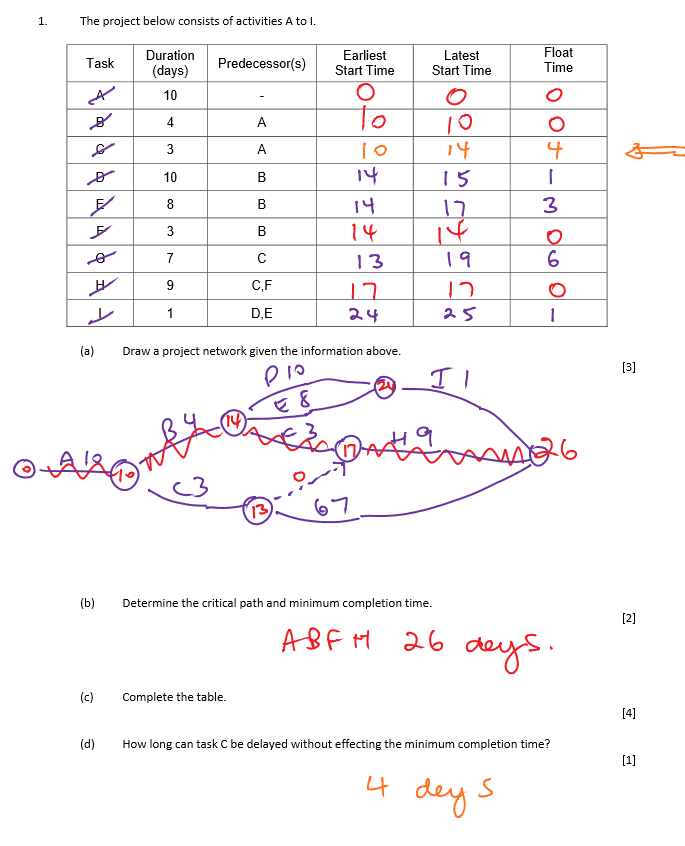 1. The project below consists of activities A to I.
Task Duration (days) Predecessor(s) Earliest Start Time Latest Start Time Float Time
A 10 - 0 0 0
B 4 A 10 10 0
C 3 A 10 14 4
D 10 B 14 15 1
E 8 B 14 17 3
F 3 B 14 14 0
G 7 C 13 19 6
H 9 C,F 17 17 0
I 1 D,E 24 25 1
(a) Draw a project network given the information above.
[3]
D 10
I 1
24
E 8
B 4
14
F 3
H 9
17
26
A 10
0
10
C 3
0
13
G 7
(b) Determine the critical path and minimum completion time.
[2]
ABFH 26 days.
(c) Complete the table.
[4]
(d) How long can task C be delayed without effecting the minimum completion time?
[1]
4 days